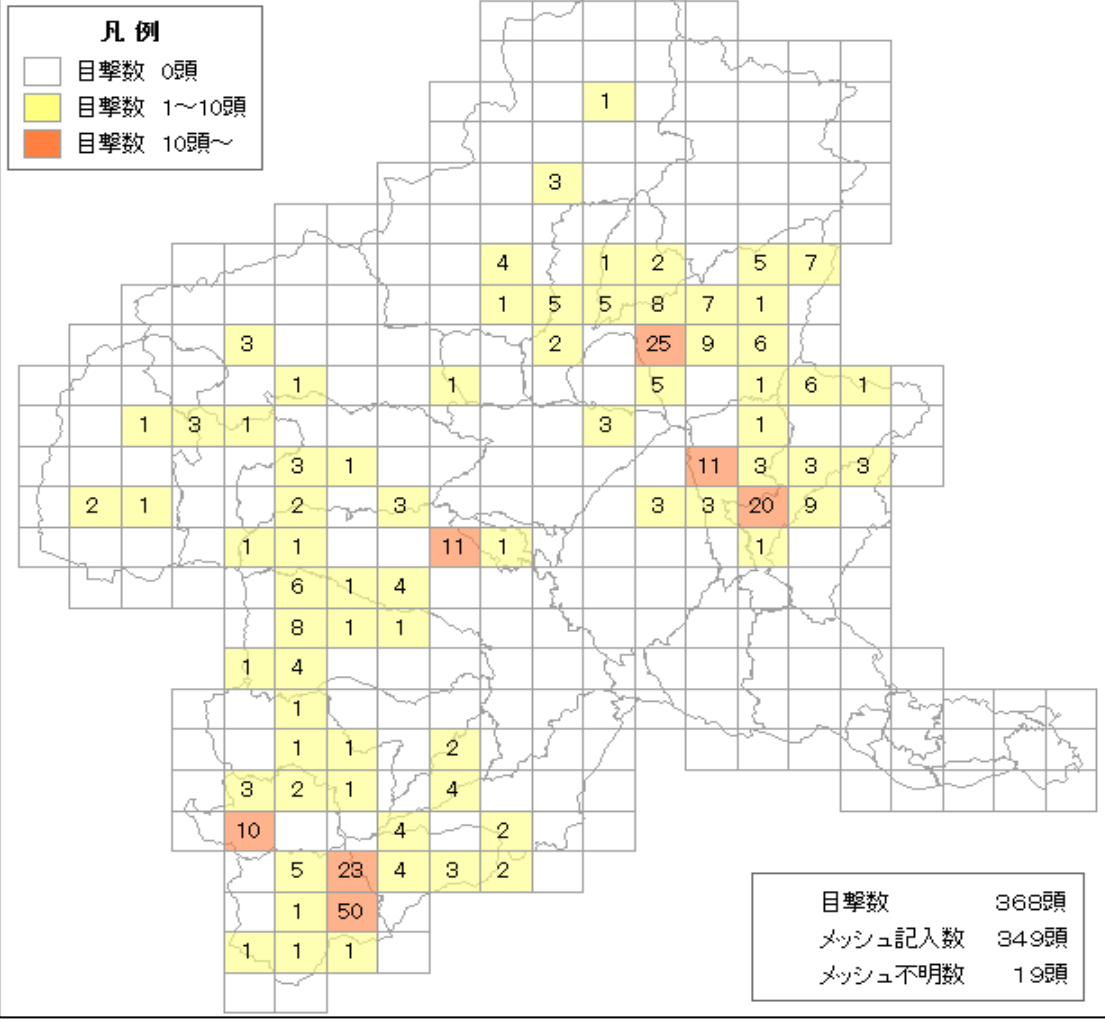 凡 例
目撃数 0頭
目撃数 1～10頭
目撃数 10頭～
1
3
4 1 2 5 7
1 5 5 8 7 1
3 2 25 9 6
1 1 5 1 6 1
1 3 1 3 1
3 1 11 3 3 3
2 1 2 3 3 3 20 9
1 1 11 1 1
6 1 4
8 1 1
1 4
1
1 1 2
3 2 1 4
10 4 2
5 23 4 3 2
1 50
1 1 1
目撃数 368頭
メッシュ記入数 349頭
メッシュ不明数 19頭